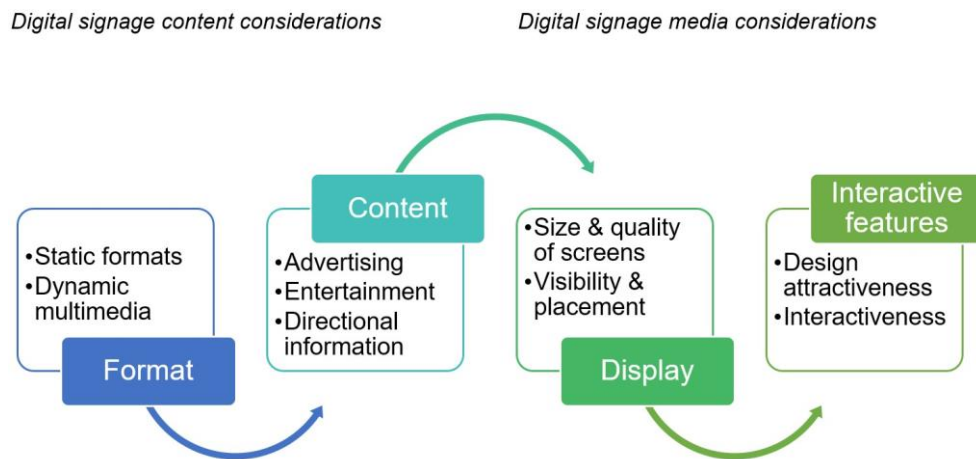 Digital signage content considerations
Digital signage media considerations
•Static formats
•Dynamic
multimedia
Format
Content
•Advertising
•Entertainment
•Directional
information
•Size & quality
of screens
•Visibility &
placement
Display
Interactive
features
•Design
attractiveness
•Interactiveness